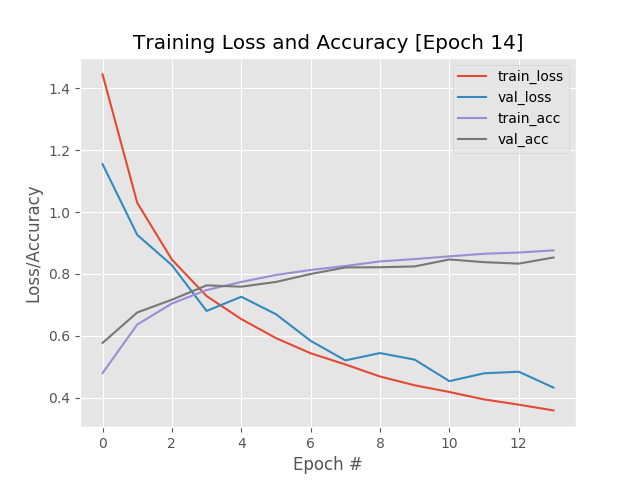 Training Loss and Accuracy [Epoch 14]
train_loss
val_loss
train_acc
val_acc
Loss/Accuracy
1.4
1.2
1.0
0.8
0.6
0.4
0 2 4 6 8 10 12
Epoch #